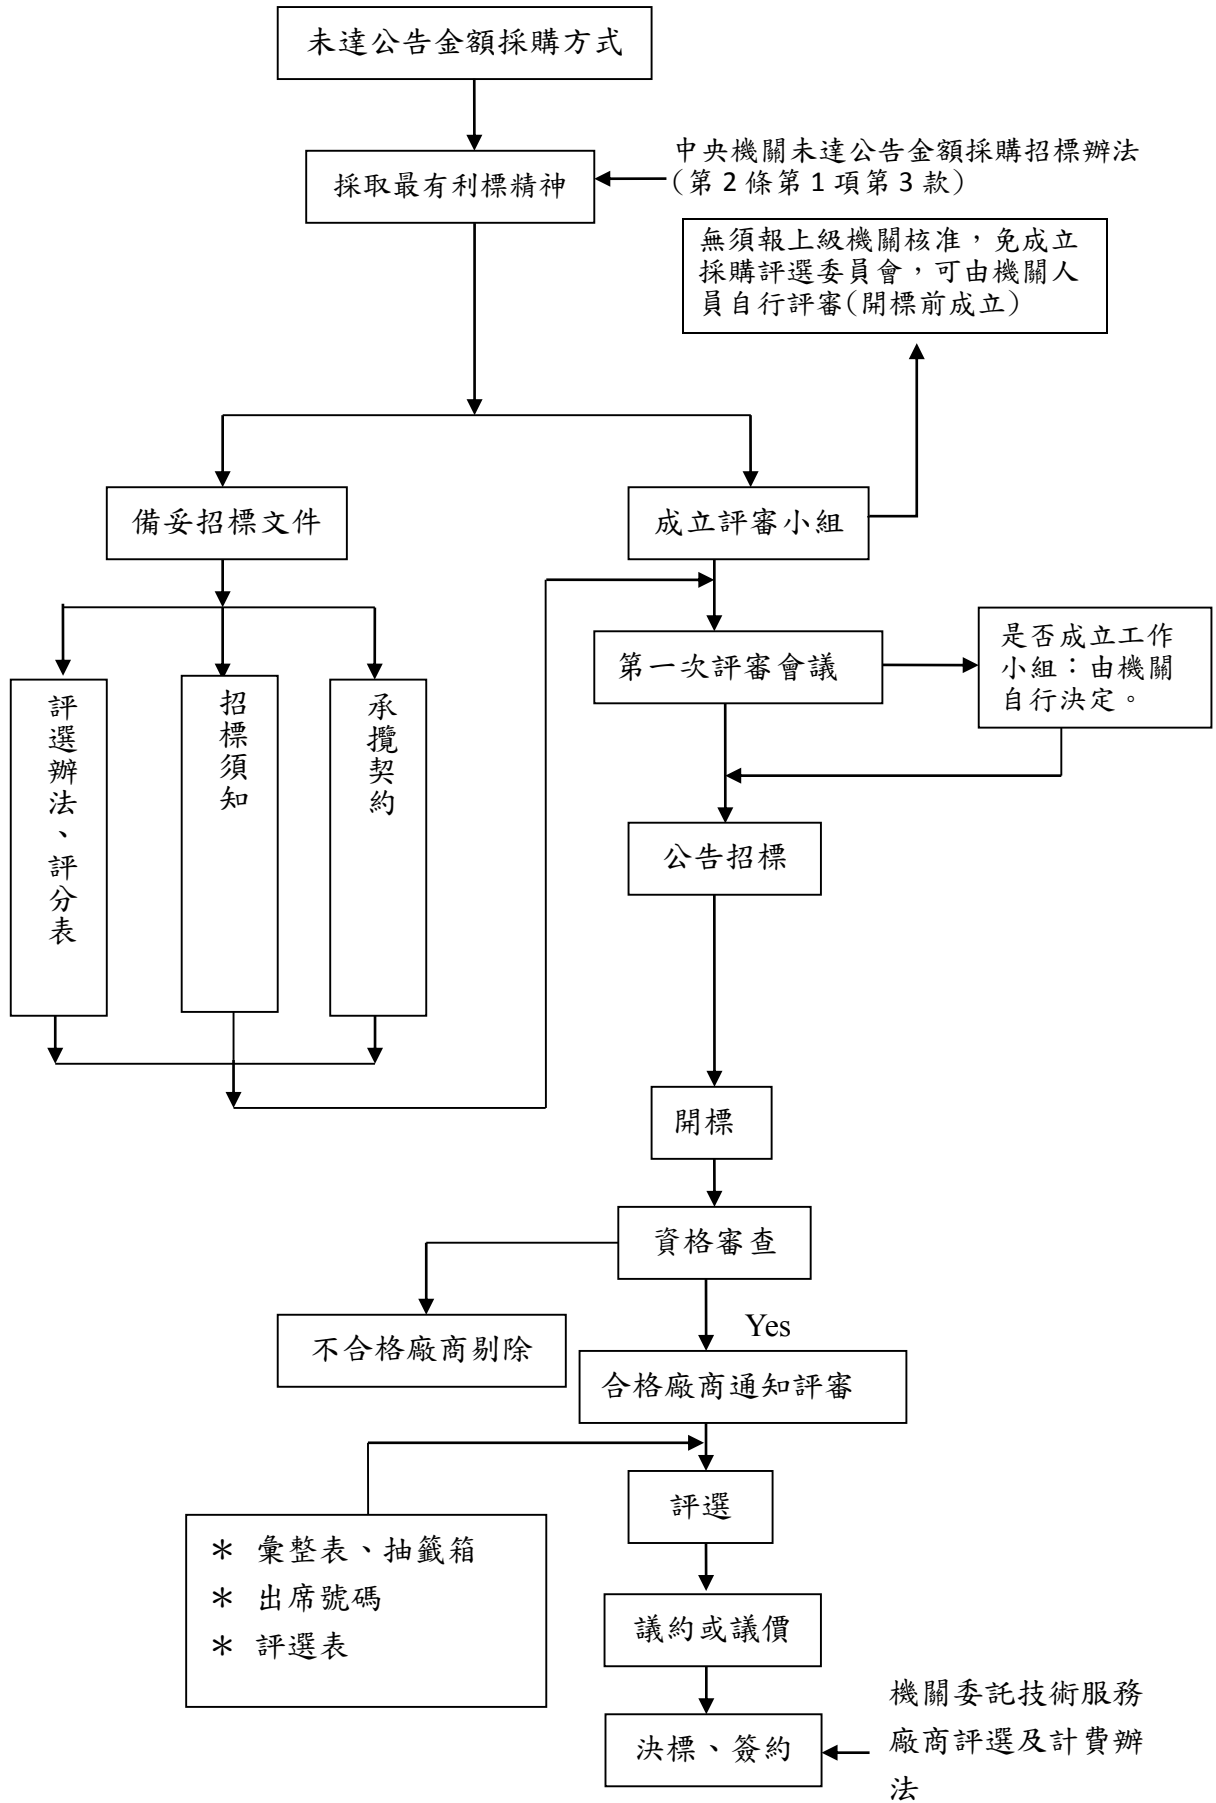 未達公告金額採購方式
中央機關未達公告金額採購招標辦法
(第2條第1項第3款)
採取最有利標精神
無須報上級機關核准，免成立
採購評選委員會，可由機關人
員自行評審(開標前成立)
備妥招標文件
成立評審小組
第一次評審會議
是否成立工作
小組：由機關
自行決定。
評選辦法、評分表
招標須知
承攬契約
公告招標
開標
資格審查
Yes
不合格廠商剔除
合格廠商通知評審
評選
＊ 彙整表、抽籤箱
＊ 出席號碼
＊ 評選表
議約或議價
決標、簽約
機關委託技術服務
廠商評選及計費辦
法